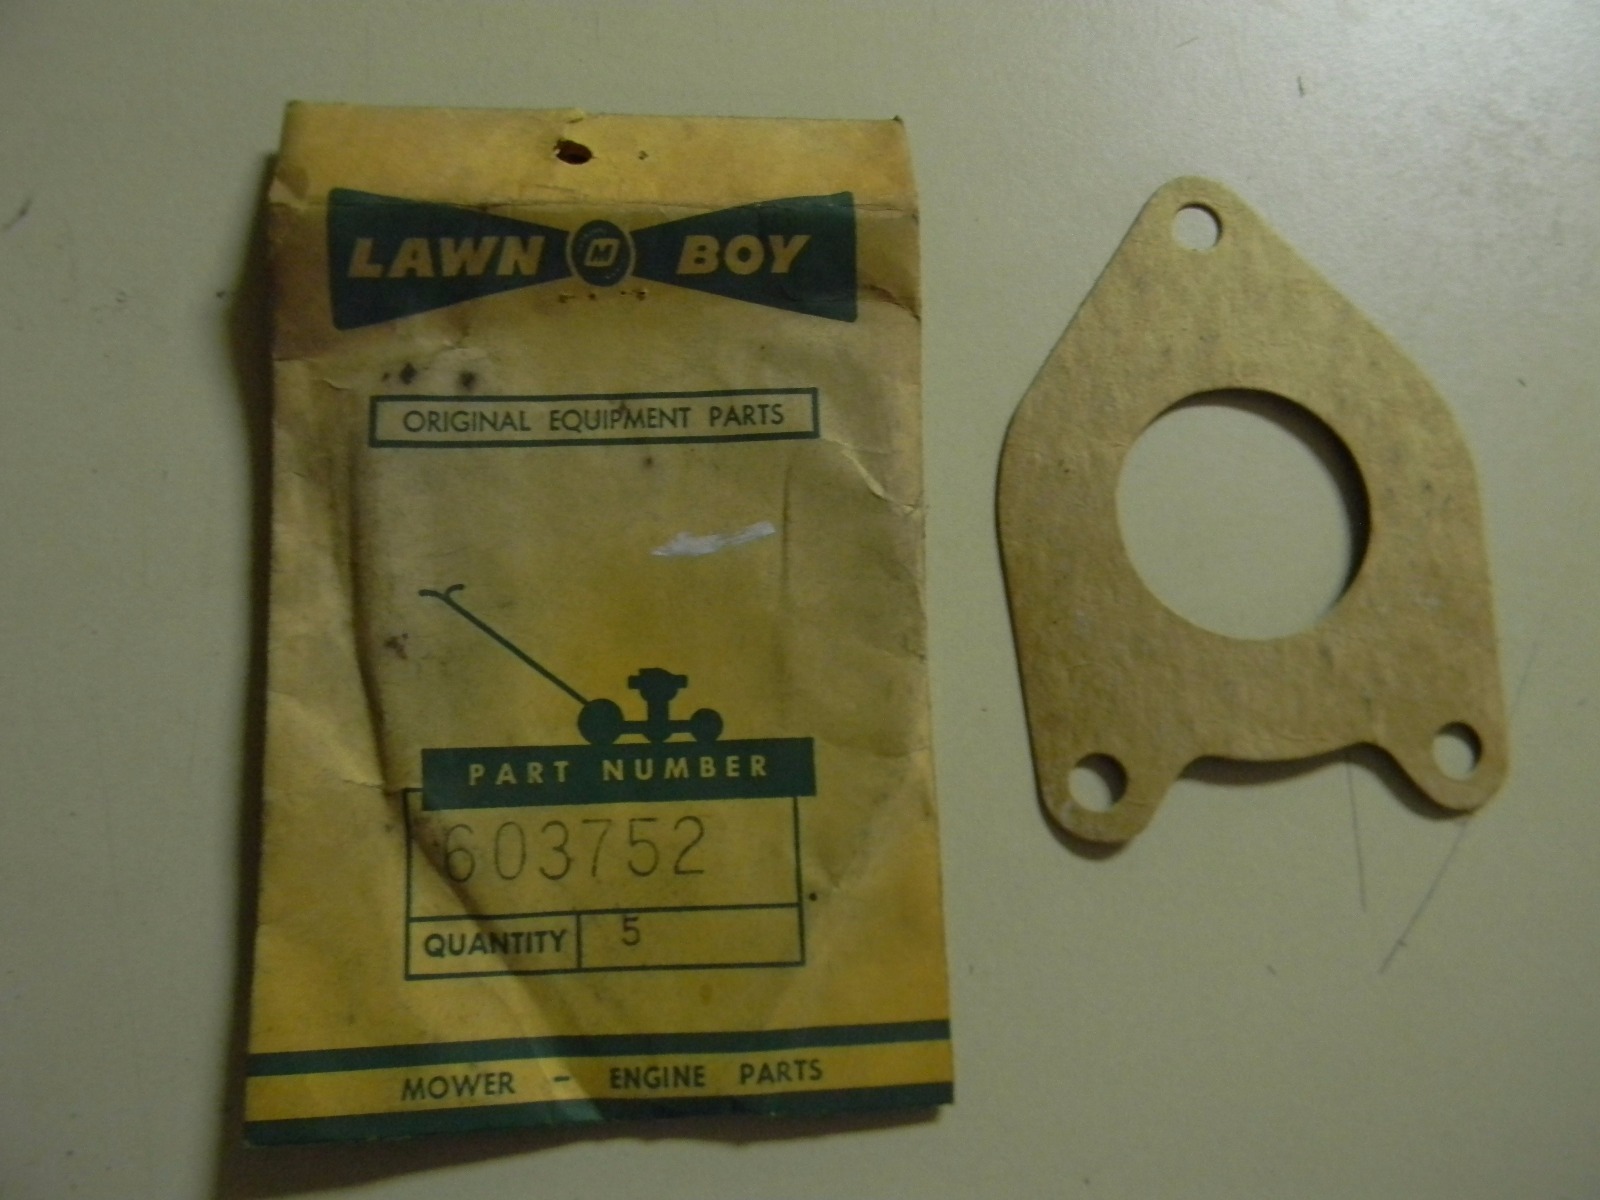 LAWN M BOY
ORIGINAL EQUIPMENT PARTS
PART NUMBER
603752
QUANTITY 5
MOWER - ENGINE PARTS